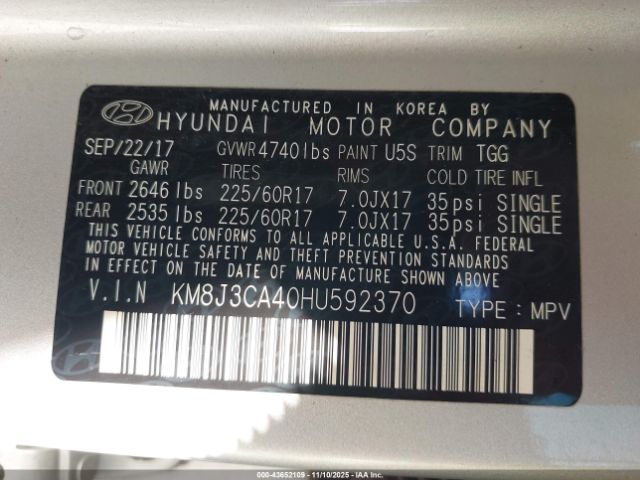 MANUFACTURED IN KOREA BY
HYUNDAI MOTOR COMPANY
SEP/22/17 GVWR 4740lbs PAINT U5S TRIM TGG
GAWR TIRES RIMS COLD TIRE INFL
FRONT 2646 lbs 225/60R17 7.0JX17 35psi SINGLE
REAR 2535 lbs 225/60R17 7.0JX17 35psi SINGLE
THIS VEHICLE CONFORMS TO ALL APPLICABLE U.S.A. FEDERAL
MOTOR VEHICLE SAFETY AND THEFT PREVENTION STANDARDS
IN EFFECT ON THE DATE OF MANUFACTURE SHOWN ABOVE
V.I.N KM8J3CA40HU592370 TYPE : MPV
000-43652109 - 11/10/2025 - IAA Inc.